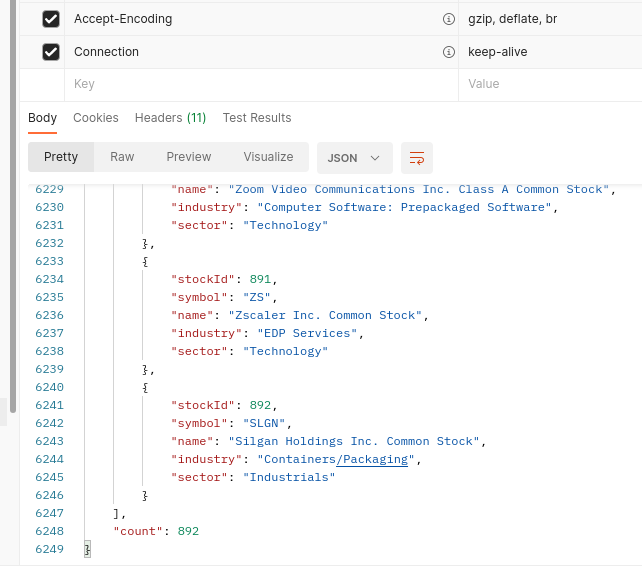 Accept-Encoding gzip, deflate, br
Connection keep-alive
Key Value
Body Cookies Headers (11) Test Results
Pretty Raw Preview Visualize JSON
6229 "name": "Zoom Video Communications Inc. Class A Common Stock",
6230 "industry": "Computer Software: Prepackaged Software",
6231 "sector": "Technology"
6232 },
6233 {
6234 "stockId": 891,
6235 "symbol": "ZS",
6236 "name": "Zscaler Inc. Common Stock",
6237 "industry": "EDP Services",
6238 "sector": "Technology"
6239 },
6240 {
6241 "stockId": 892,
6242 "symbol": "SLGN",
6243 "name": "Silgan Holdings Inc. Common Stock",
6244 "industry": "Containers/Packaging",
6245 "sector": "Industrials"
6246 }
6247 ],
6248 "count": 892
6249 }